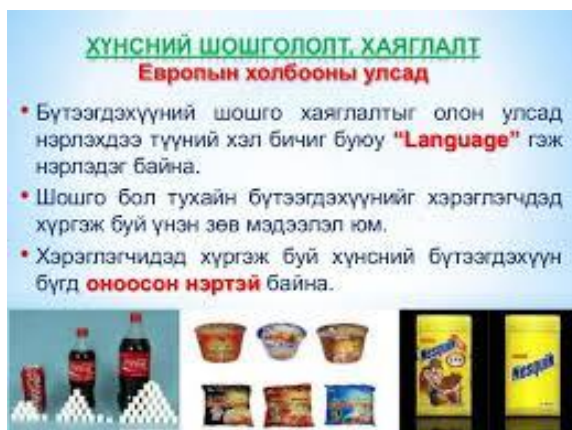 ХҮНСНИЙ ШОШГОЛОЛТ, ХАЯГЛАЛТ
Европын холбооны улсад
• Бүтээгдэхүүний шошго хаяглалтыг олон улсад
нэрлэхдээ түүний хэл бичиг буюу “Language” гэж
нэрлэдэг байна.
• Шошго бол тухайн бүтээгдэхүүнийг хэрэглэгчдэд
хүргэж буй үнэн зөв мэдээлэл юм.
• Хэрэглэгчидэд хүргэж буй хүнсний бүтээгдэхүүн
бүгд оноосон нэртэй байна.
Nesquik
Nesquik